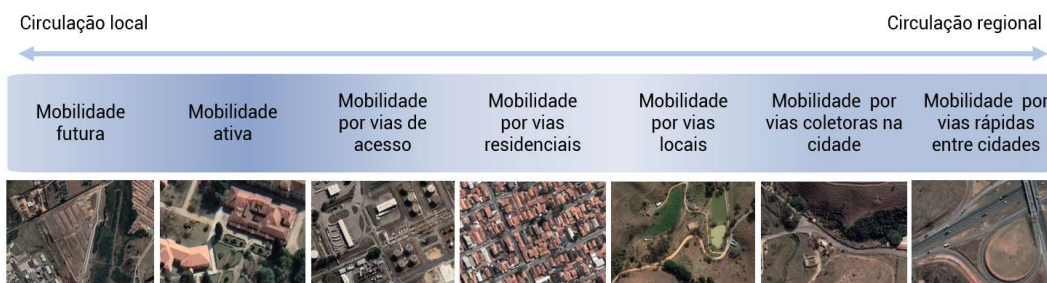 Circulação local
Circulação regional
Mobilidade
futura
Mobilidade
ativa
Mobilidade
por vias de
acesso
Mobilidade
por vias
residenciais
Mobilidade
por vias
locais
Mobilidade por
vias coletoras na
cidade
Mobilidade por
vias rápidas
entre cidades